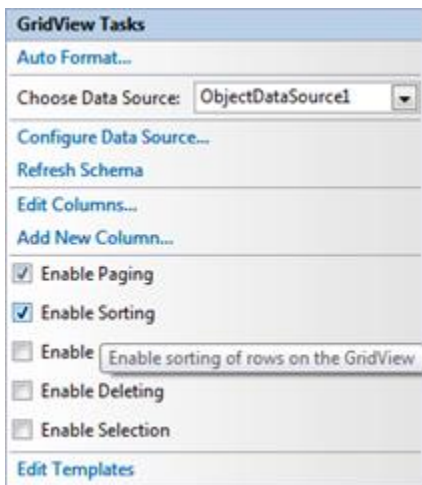 GridView Tasks
Auto Format...
Choose Data Source: ObjectDataSource1
Configure Data Source...
Refresh Schema
Edit Columns...
Add New Column...
Enable Paging
Enable Sorting
Enable
Enable sorting of rows on the GridView
Enable Deleting
Enable Selection
Edit Templates